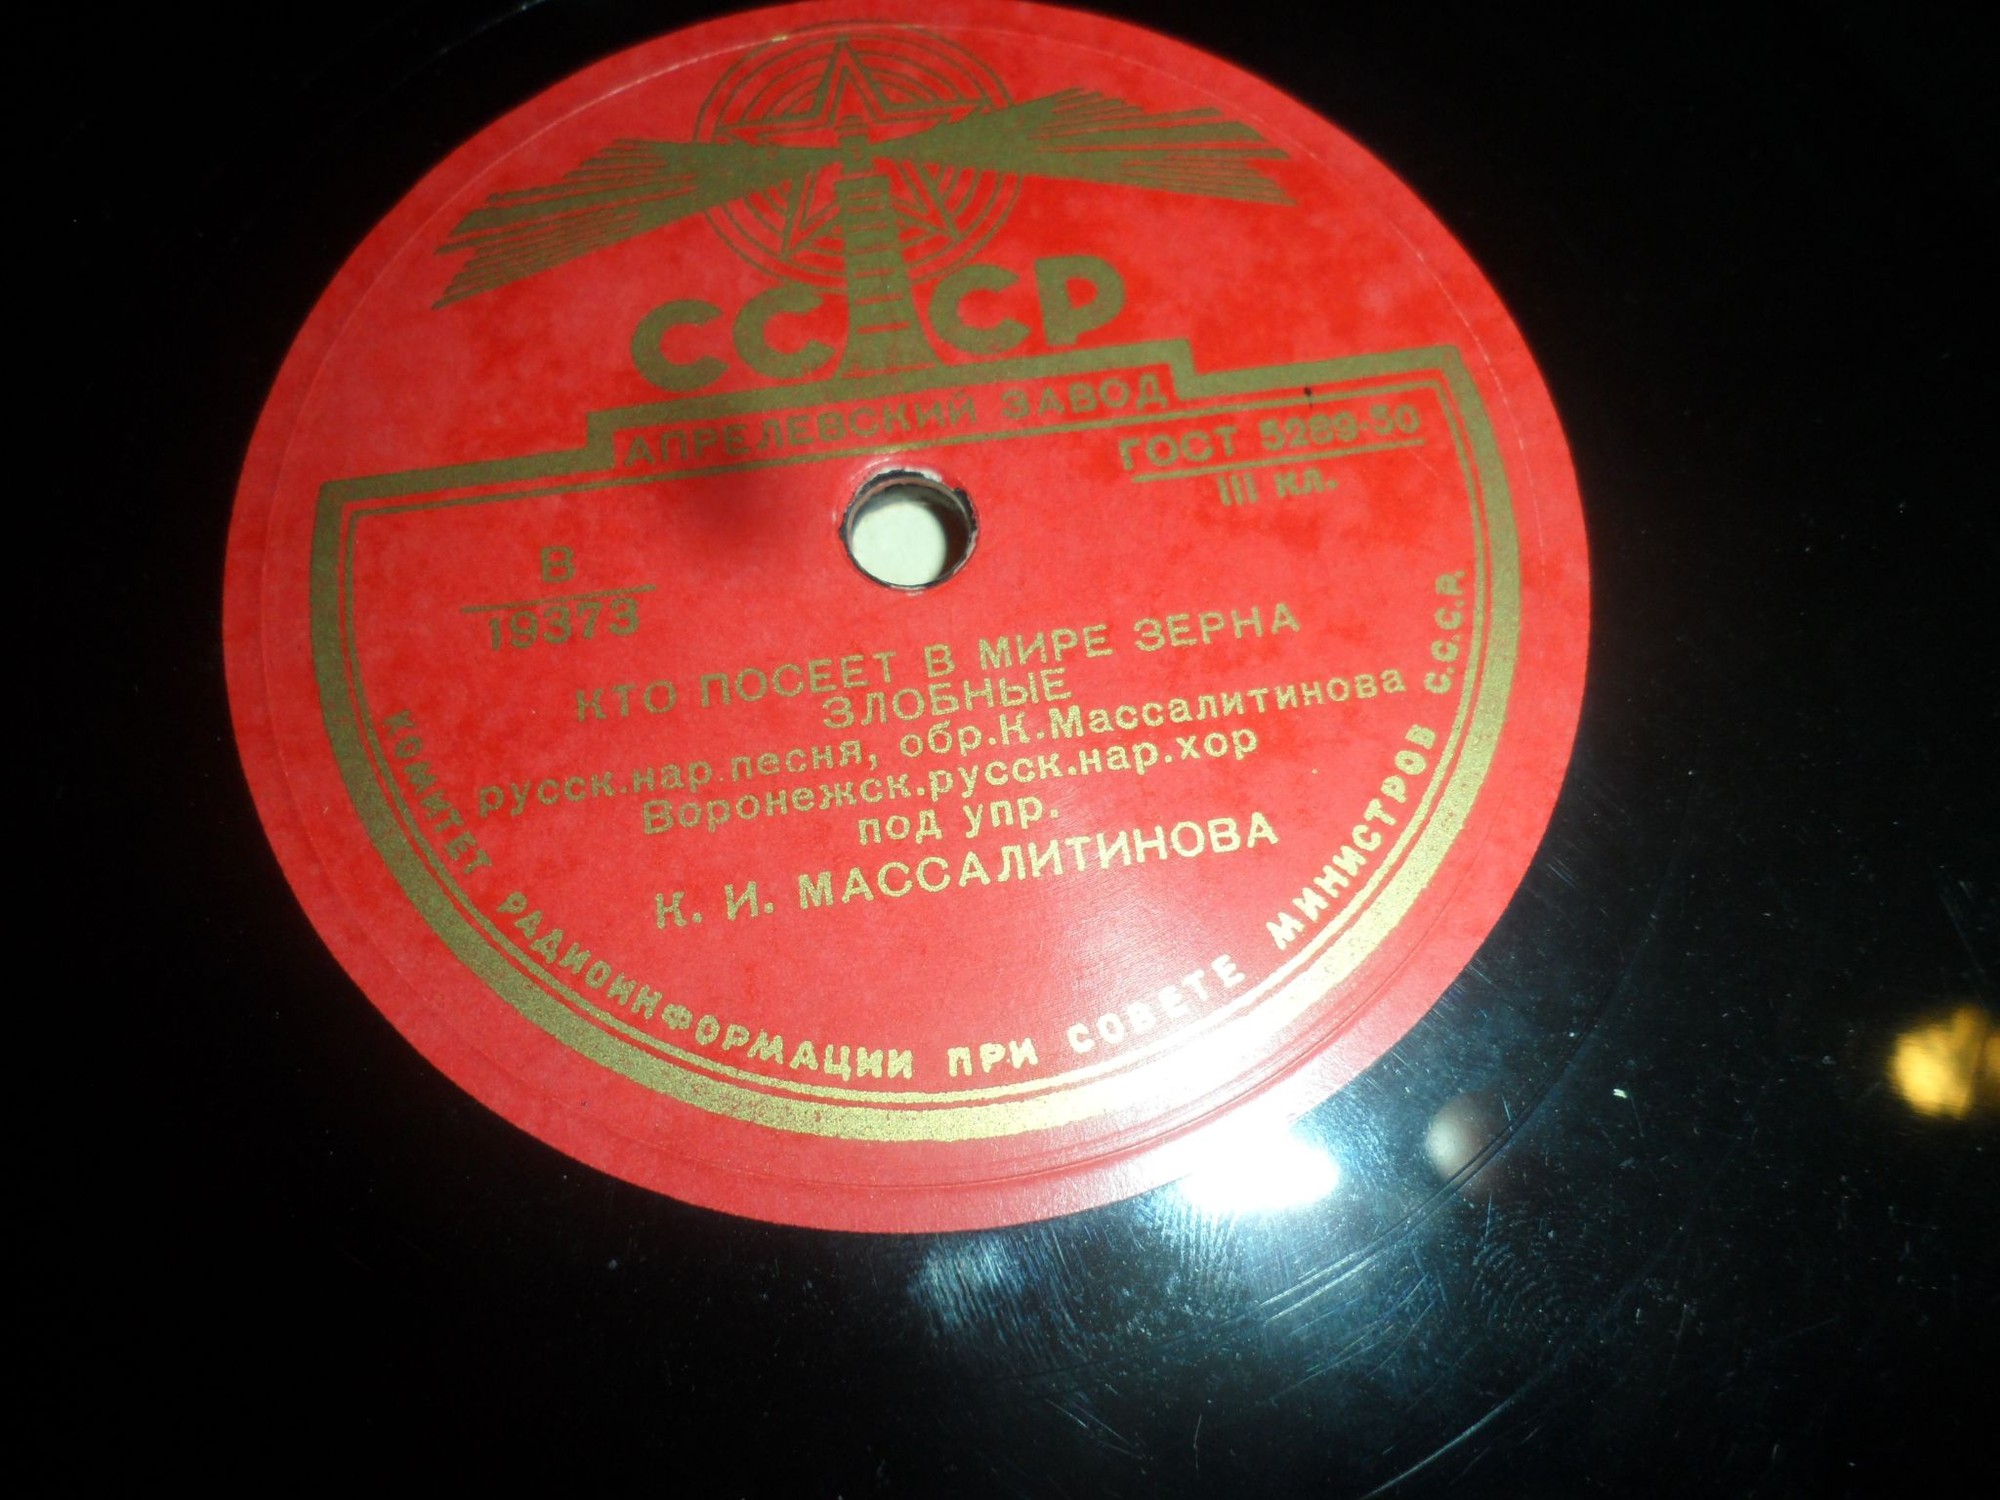 СССР
АПРЕЛЕВСКИЙ ЗАВОД
ГОСТ 5289-50
III кл.
В
19373
КТО ПОСЕЕТ В МИРЕ ЗЕРНА
ЗЛОБНЫЕ
русск.нар.песня, обр.К.Массалитинова
Воронежск.русск.нар.хор
под упр.
К. И. МАССАЛИТИНОВА
КОМИТЕТ РАДИОИНФОРМАЦИИ ПРИ СОВЕТЕ МИНИСТРОВ С.С.С.Р.